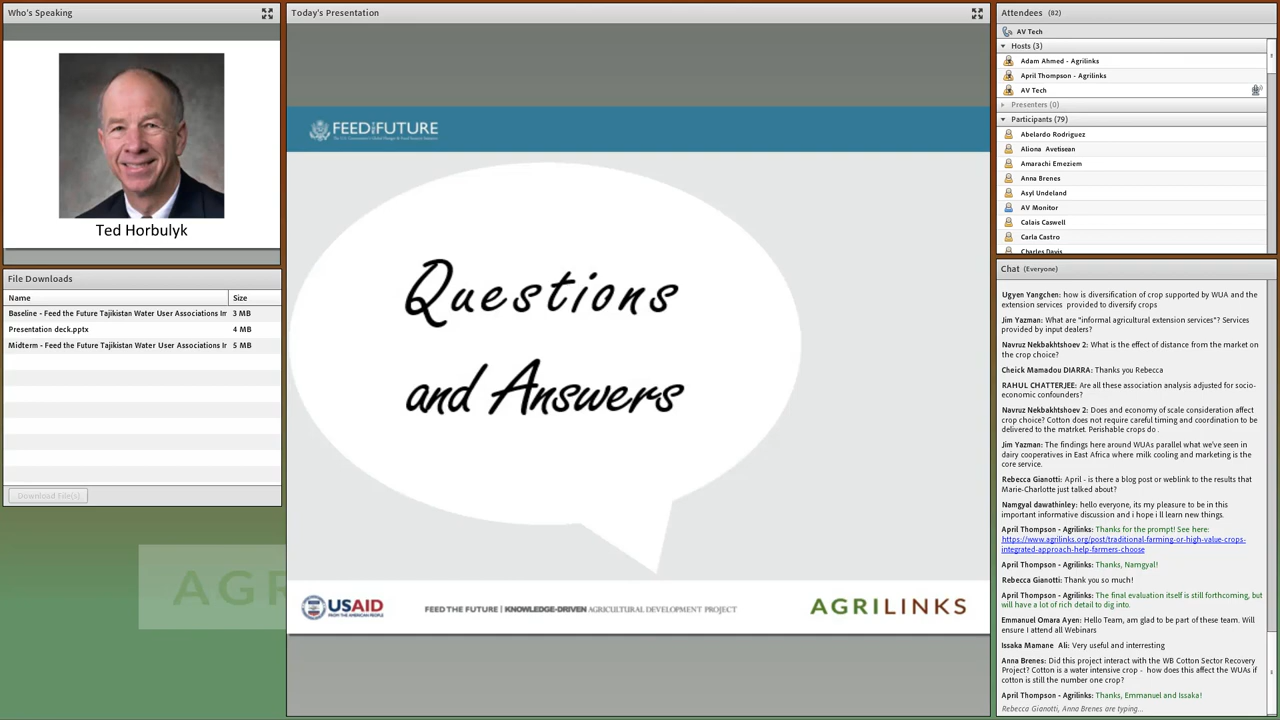 Who's Speaking
Ted Horbulyk
File Downloads
Name Size
Baseline - Feed the Future Tajikistan Water User Associations Ir 3 MB
Presentation deck.pptx 4 MB
Midterm - Feed the Future Tajikistan Water User Associations Ir 5 MB
Download File(s)
AGR
Today's Presentation
FEED THE FUTURE
The U.S. Government's Global Hunger & Food Security Initiative
Questions
and Answers
USAID
FROM THE AMERICAN PEOPLE
FEED THE FUTURE | KNOWLEDGE-DRIVEN AGRICULTURAL DEVELOPMENT PROJECT
AGRILINKS
Attendees (82)
AV Tech
Hosts (3)
Adam Ahmed - Agrilinks
April Thompson - Agrilinks
AV Tech
Presenters (0)
Participants (79)
Abelardo Rodriguez
Aliona Avetisean
Amarachi Emeziem
Anna Brenes
Asyl Undeland
AV Monitor
Calais Caswell
Carla Castro
Charles Davis
Chat (Everyone)
Ugyen Yangchen: how is diversification of crop supported by WUA and the
extension services provided to diversify crops
Jim Yazman: What are "informal agricultural extension services"? Services
provided by input dealers?
Navruz Nekbakhtshoev 2: What is the effect of distance from the market on
the crop choice?
Cheick Mamadou DIARRA: Thanks you Rebecca
RAHUL CHATTERJEE: Are all these association analysis adjusted for socio-
economic confounders?
Navruz Nekbakhtshoev 2: Does and economy of scale consideration affect
crop choice? Cotton does not require careful timing and coordination to be
delivered to the matrket. Perishable crops do .
Jim Yazman: The findings here around WUAs parallel what we've seen in
dairy cooperatives in East Africa where milk cooling and marketing is the
core service.
Rebecca Gianotti: April - is there a blog post or weblink to the results that
Marie-Charlotte just talked about?
Namgyal dawathinley: hello everyone, its my pleasure to be in this
important informative discussion and i hope i ll learn new things.
April Thompson - Agrilinks: Thanks for the prompt! See here:
https://www.agrilinks.org/post/traditional-farming-or-high-value-crops-
integrated-approach-help-farmers-choose
April Thompson - Agrilinks: Thanks, Namgyal!
Rebecca Gianotti: Thank you so much!
April Thompson - Agrilinks: The final evaluation itself is still forthcoming, but
will have a lot of rich detail to dig into.
Emmanuel Omara Ayen: Hello Team, am glad to be part of these team. Will
ensure I attend all Webinars
Issaka Mamane Ali: Very useful and interresting
Anna Brenes: Did this project interact with the WB Cotton Sector Recovery
Project? Cotton is a water intensive crop - how does this affect the WUAs if
cotton is still the number one crop?
April Thompson - Agrilinks: Thanks, Emmanuel and Issaka!
Rebecca Gianotti, Anna Brenes are typing...